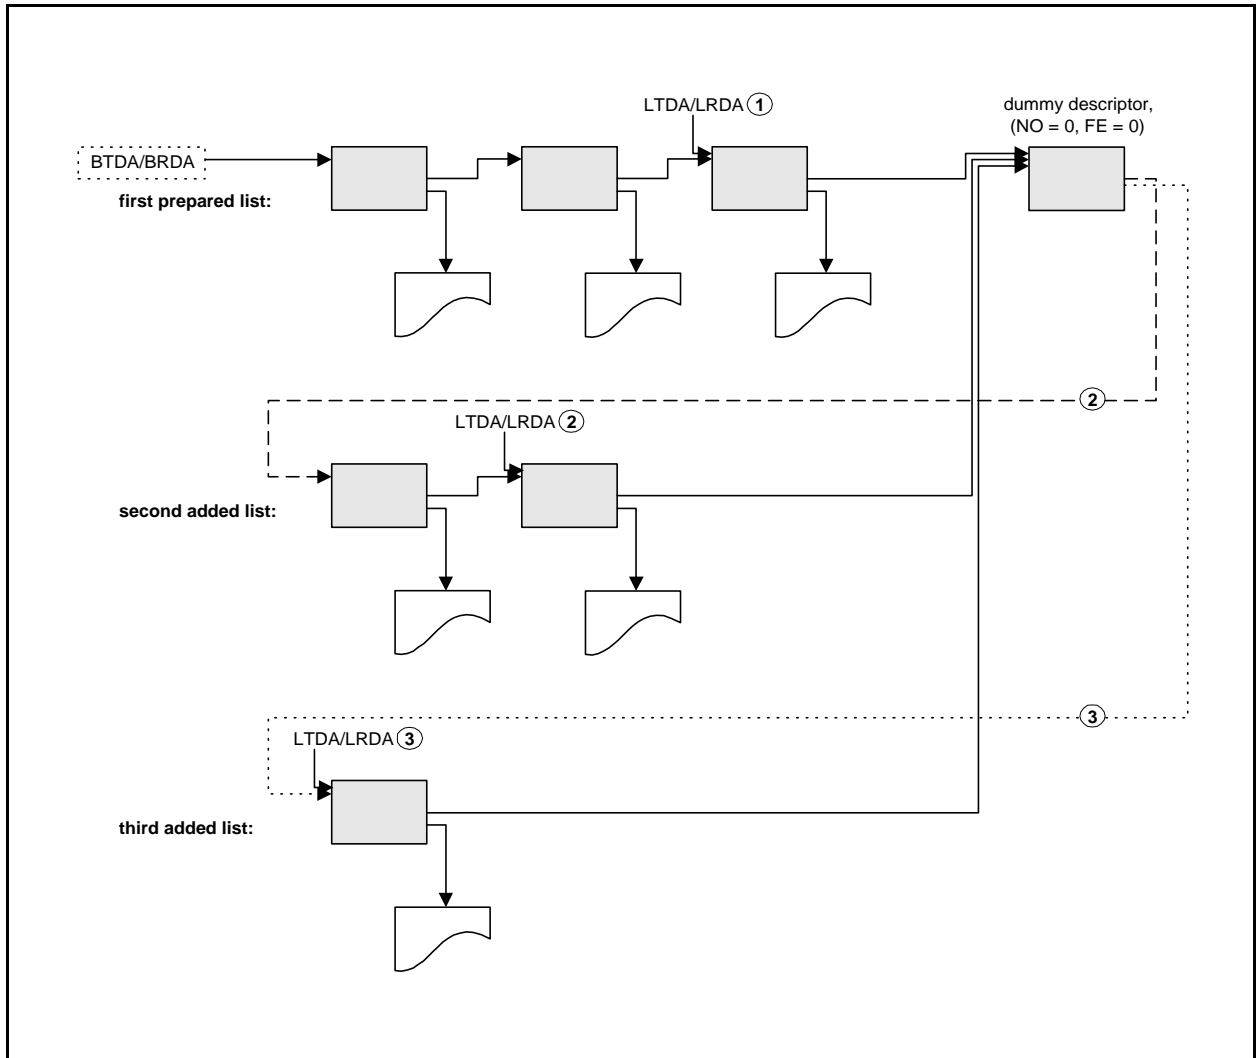 LTDA/LRDA 1
dummy descriptor,
(NO = 0, FE = 0)
BTDA/BRDA
first prepared list:
2
LTDA/LRDA 2
second added list:
3
LTDA/LRDA 3
third added list: